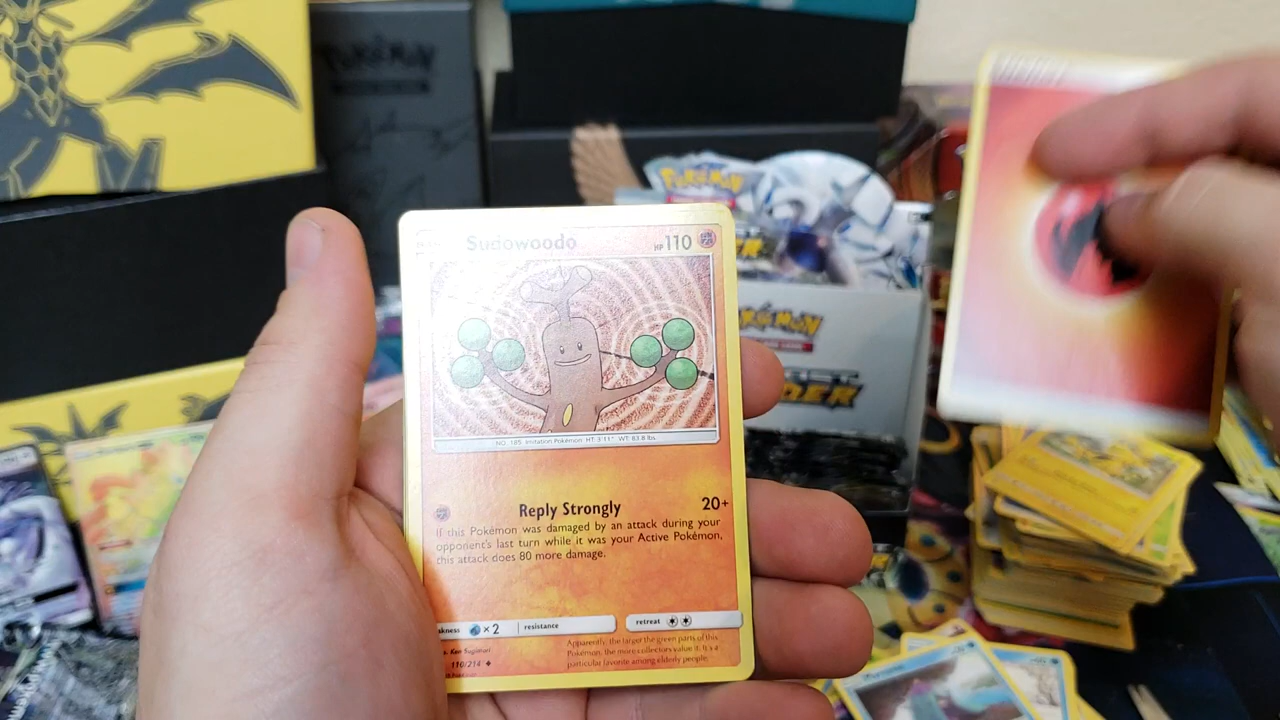 POKÉMON
Pokémon
Sudowoodo
HP 110
NO. 185 Imitation Pokémon HT: 3'11" WT: 83.8 lbs.
Reply Strongly 20+
If this Pokémon was damaged by an attack during your
opponent's last turn while it was your Active Pokémon,
this attack does 80 more damage.
akness ×2 resistance retreat
s. Ken Sugimori
110/214
Apparently, the larger the green parts of this
Pokémon, the more collectors value it. It's a
particular favorite among elderly people.